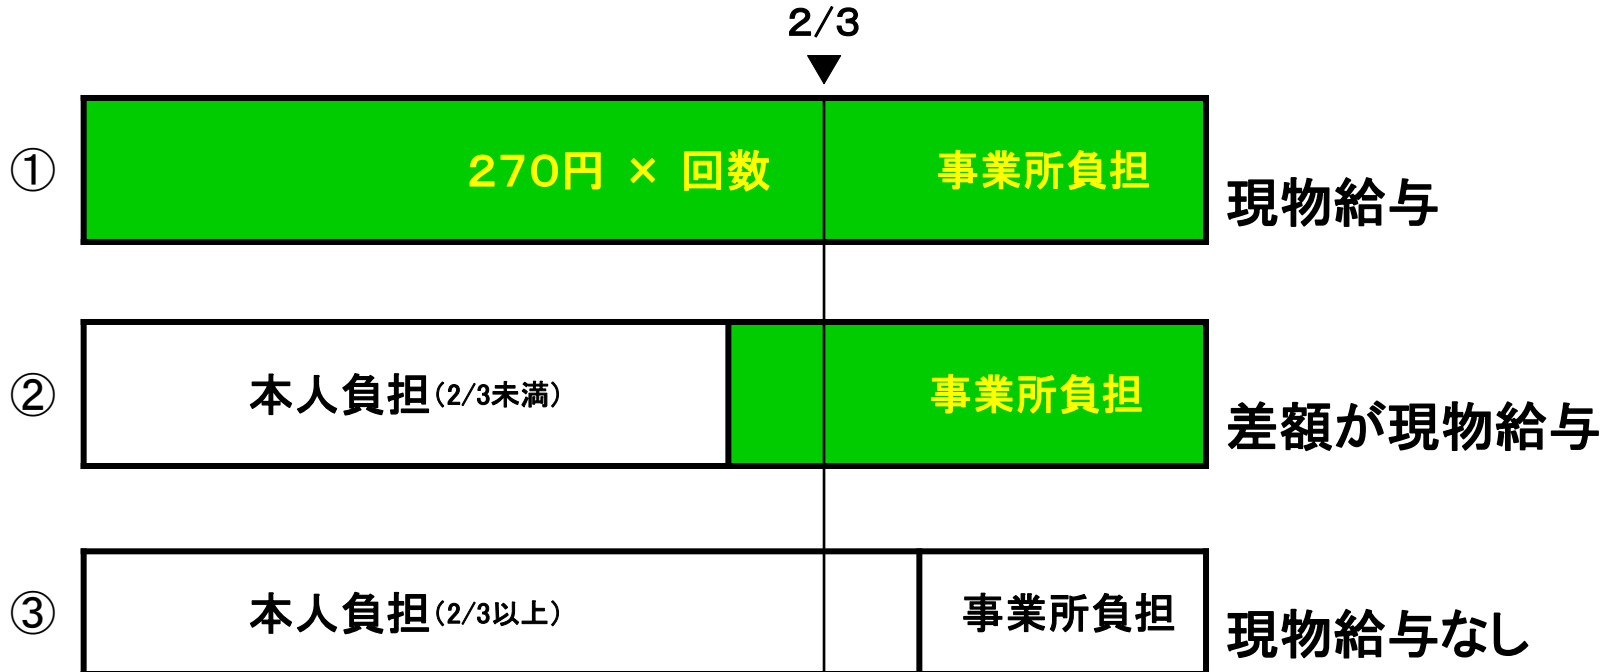 2/3
▼
① 270円 × 回数 事業所負担 現物給与
② 本人負担(2/3未満) 事業所負担 差額が現物給与
③ 本人負担(2/3以上) 事業所負担 現物給与なし